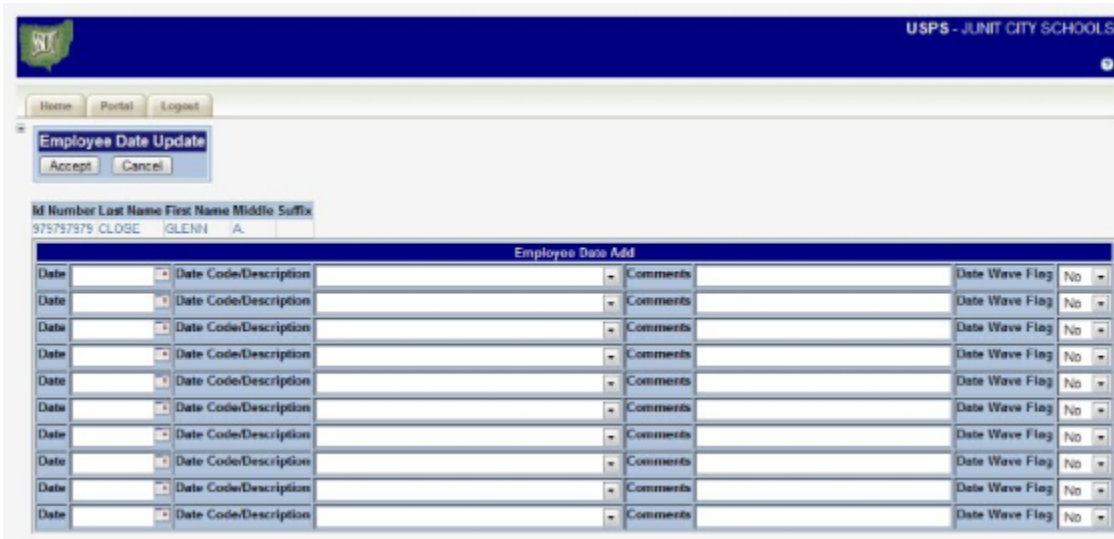 SSDT
USPS - JUNIT CITY SCHOOLS
?
Home Portal Logout
Employee Date Update
Accept Cancel
Id Number Last Name First Name Middle Suffix
979797979 CLOSE GLENN A.
Employee Date Add
Date Date Code/Description Comments Date Wave Flag No
Date Date Code/Description Comments Date Wave Flag No
Date Date Code/Description Comments Date Wave Flag No
Date Date Code/Description Comments Date Wave Flag No
Date Date Code/Description Comments Date Wave Flag No
Date Date Code/Description Comments Date Wave Flag No
Date Date Code/Description Comments Date Wave Flag No
Date Date Code/Description Comments Date Wave Flag No
Date Date Code/Description Comments Date Wave Flag No
Date Date Code/Description Comments Date Wave Flag No